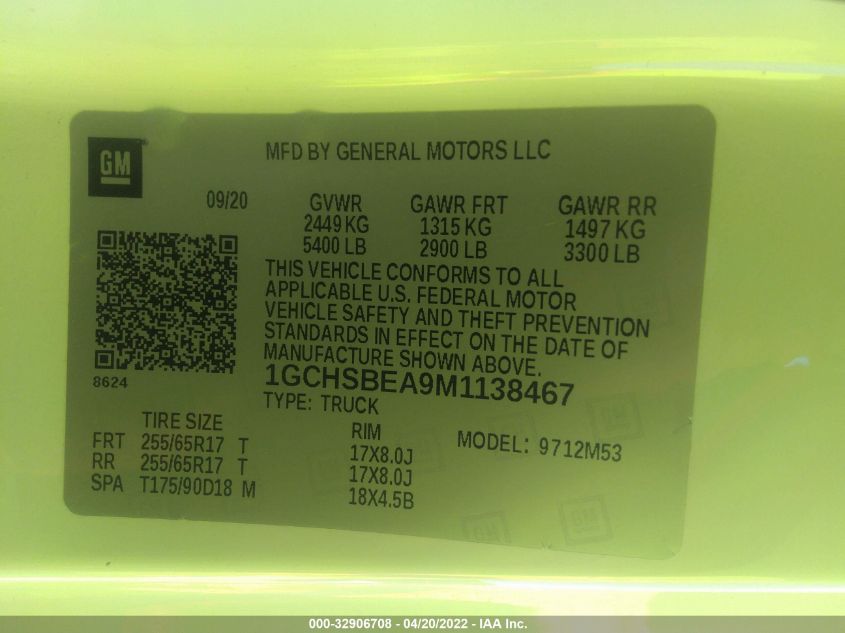 GM
MFD BY GENERAL MOTORS LLC
09/20
GVWR GAWR FRT GAWR RR
2449 KG 1315 KG 1497 KG
5400 LB 2900 LB 3300 LB
THIS VEHICLE CONFORMS TO ALL
APPLICABLE U.S. FEDERAL MOTOR
VEHICLE SAFETY AND THEFT PREVENTION
STANDARDS IN EFFECT ON THE DATE OF
MANUFACTURE SHOWN ABOVE.
8624
1GCHSBEA9M1138467
TYPE: TRUCK
TIRE SIZE RIM MODEL: 9712M53
FRT 255/65R17 T 17X8.0J
RR 255/65R17 T 17X8.0J
SPA T175/90D18 M 18X4.5B
GM GM
000-32906708 - 04/20/2022 - IAA Inc.